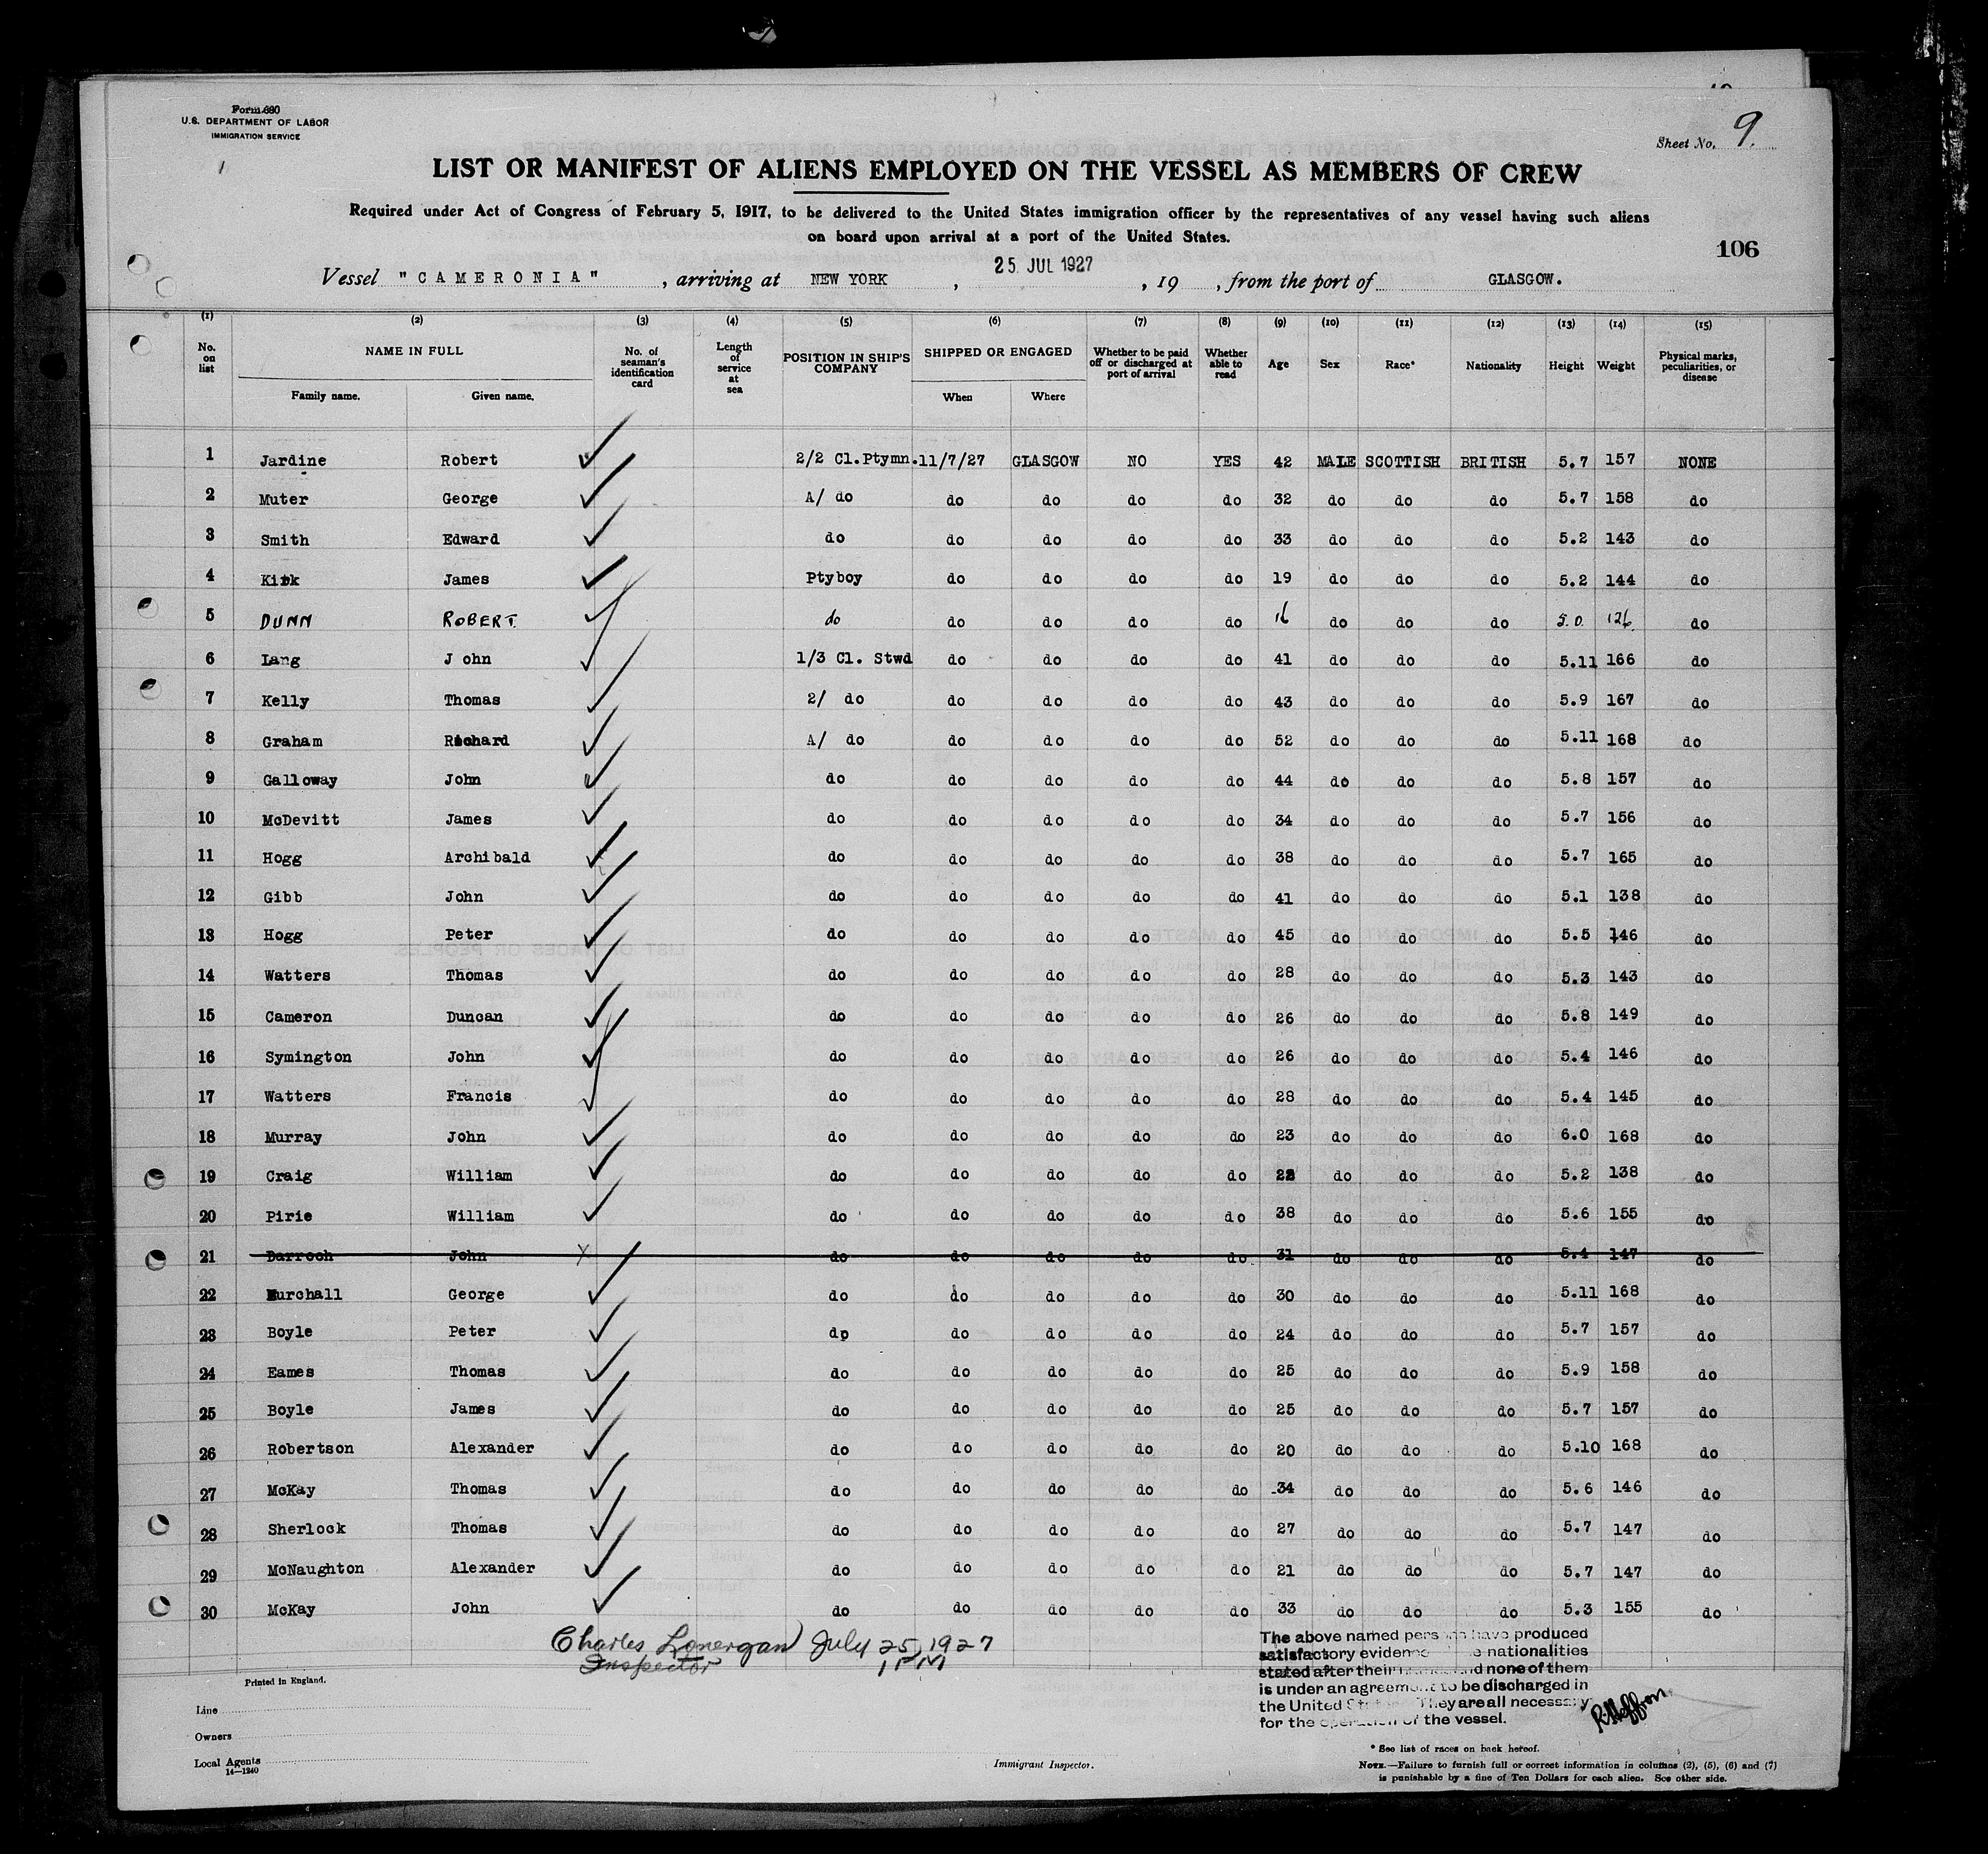 Form 680
U.S. DEPARTMENT OF LABOR
IMMIGRATION SERVICE
Sheet No. 9.
LIST OR MANIFEST OF ALIENS EMPLOYED ON THE VESSEL AS MEMBERS OF CREW
Required under Act of Congress of February 5, 1917, to be delivered to the United States immigration officer by the representatives of any vessel having such aliens
on board upon arrival at a port of the United States.
106
Vessel "CAMERONIA", arriving at NEW YORK, 25 JUL 1927, 19 , from the port of GLASGOW.
(1) (2) (3) (4) (5) (6) (7) (8) (9) (10) (11) (12) (13) (14) (15)
No. on list NAME IN FULL Family name. Given name. No. of seaman's identification card Length of service at sea POSITION IN SHIP'S COMPANY SHIPPED OR ENGAGED When Where Whether to be paid off or discharged at port of arrival Whether able to read Age Sex Race* Nationality Height Weight Physical marks, peculiarities, or disease
1 Jardine Robert 2/2 Cl.Ptymn. 11/7/27 GLASGOW NO YES 42 MALE SCOTTISH BRITISH 5.7 157 NONE
2 Muter George A/ do do do do do 32 do do do 5.7 158 do
3 Smith Edward do do do do do 33 do do do 5.2 143 do
4 Kirk James Ptyboy do do do do 19 do do do 5.2 144 do
5 DUNN ROBERT. do do do do do 16 do do do 5.0. 126. do
6 Lang John 1/3 Cl. Stwd do do do do 41 do do do 5.11 166 do
7 Kelly Thomas 2/ do do do do do 43 do do do 5.9 167 do
8 Graham Richard A/ do do do do do 52 do do do 5.11 168 do
9 Galloway John do do do do do 44 do do do 5.8 157 do
10 McDevitt James do do do do do 34 do do do 5.7 156 do
11 Hogg Archibald do do do do do 38 do do do 5.7 165 do
12 Gibb John do do do do do 41 do do do 5.1 138 do
13 Hogg Peter do do do do do 45 do do do 5.5 146 do
14 Watters Thomas do do do do do 28 do do do 5.3 143 do
15 Cameron Duncan do do do do do 26 do do do 5.8 149 do
16 Symington John do do do do do 26 do do do 5.4 146 do
17 Watters Francis do do do do do 28 do do do 5.4 145 do
18 Murray John do do do do do 23 do do do 6.0 168 do
19 Craig William do do do do do do do do 5.2 138 do
20 Pirie William do do do do do 38 do do do 5.6 155 do
21 Darroch John do do do do do 31 do do do 5.4 147 do
22 Murchall George do do do do do 30 do do do 5.11 168 do
23 Boyle Peter do do do do do 24 do do do 5.7 157 do
24 Eames Thomas do do do do do 25 do do do 5.9 158 do
25 Boyle James do do do do do 25 do do do 5.7 157 do
26 Robertson Alexander do do do do do 20 do do do 5.10 168 do
27 McKay Thomas do do do do do 34 do do do 5.6 146 do
28 Sherlock Thomas do do do do do 27 do do do 5.7 147 do
29 McNaughton Alexander do do do do do 21 do do do 5.7 147 do
30 McKay John do do do do do 33 do do do 5.3 155 do
Charles Lonergan July 25, 1927
Inspector 1 PM
The above named persons have produced
satisfactory evidence nationalities
stated after their and none of them
is under an agreement to be discharged in
the United They are all necessary
for the operation of the vessel.
R. Heffron
Printed in England.
Line
Owners
Local Agents
14—1240
Immigrant Inspector.
* See list of races on back hereof.
NOTE.—Failure to furnish full or correct information in columns (2), (5), (6) and (7)
is punishable by a fine of Ten Dollars for each alien. See other side.